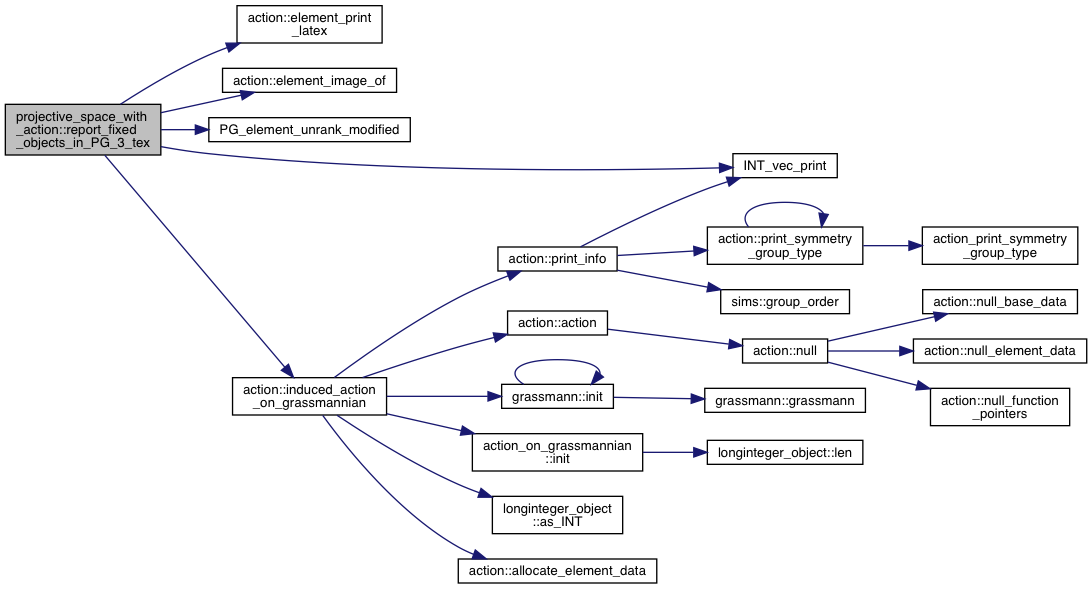 action::element_print
_latex
action::element_image_of
projective_space_with
_action::report_fixed
_objects_in_PG_3_tex
PG_element_unrank_modified
INT_vec_print
action::print_symmetry
_group_type
action_print_symmetry
_group_type
action::print_info
sims::group_order
action::null_base_data
action::action
action::null
action::null_element_data
action::induced_action
_on_grassmannian
grassmann::init
grassmann::grassmann
action::null_function
_pointers
action_on_grassmannian
::init
longinteger_object::len
longinteger_object
::as_INT
action::allocate_element_data